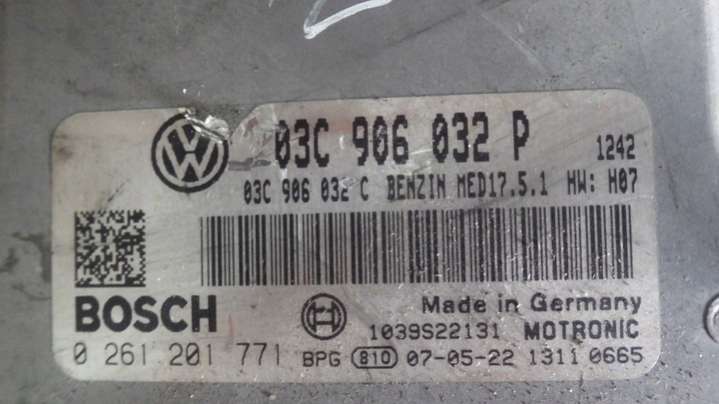 03C 906 032 P 1242
03C 906 032 C BENZIN MED17.5.1 HW: H07
BOSCH
Made in Germany
1039S22131 MOTRONIC
0 261 201 771 BPG 810 07-05-22 1311 0665